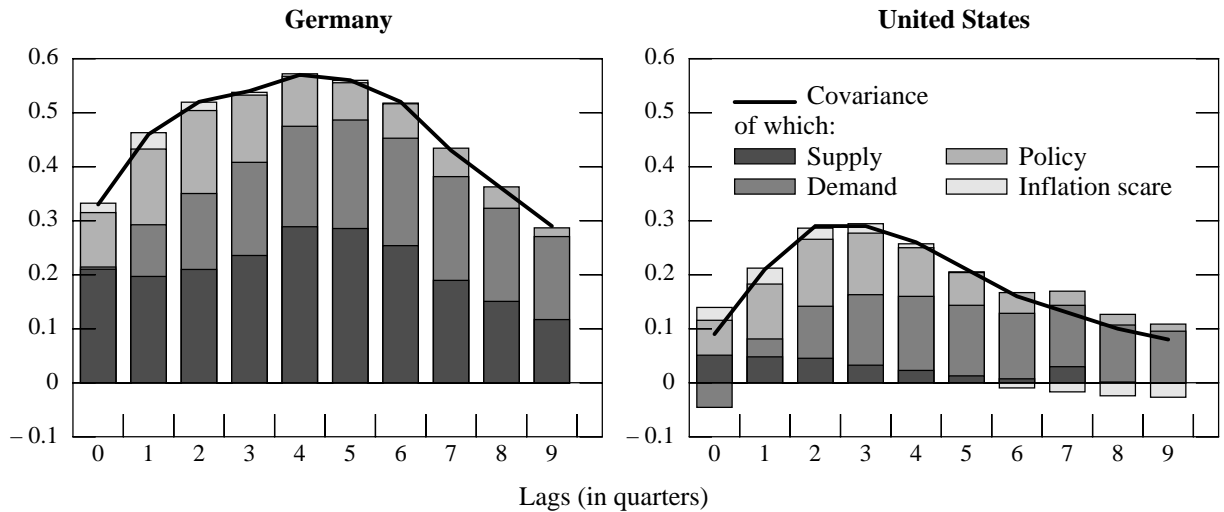 Germany
0.6
0.5
0.4
0.3
0.2
0.1
0
– 0.1
0 1 2 3 4 5 6 7 8 9
United States
0.6
0.5
0.4
0.3
0.2
0.1
0
– 0.1
Covariance
of which:
Supply
Policy
Demand
Inflation scare
0 1 2 3 4 5 6 7 8 9
Lags (in quarters)